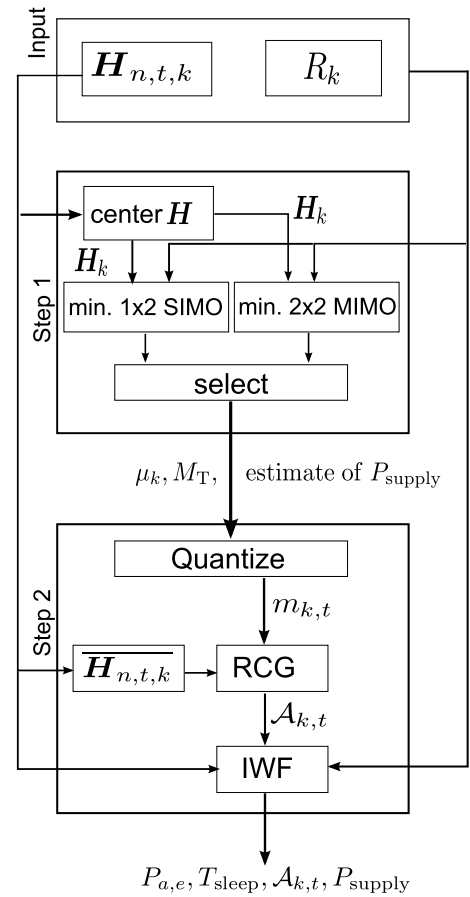 Input
H_{n,t,k}
R_k
Step 1
center H
H_k
H_k
min. 1x2 SIMO
min. 2x2 MIMO
select
μ_k, M_T, estimate of P_supply
Step 2
Quantize
m_{k,t}
\overline{H_{n,t,k}}
RCG
𝒜_{k,t}
IWF
P_{a,e}, T_sleep, 𝒜_{k,t}, P_supply